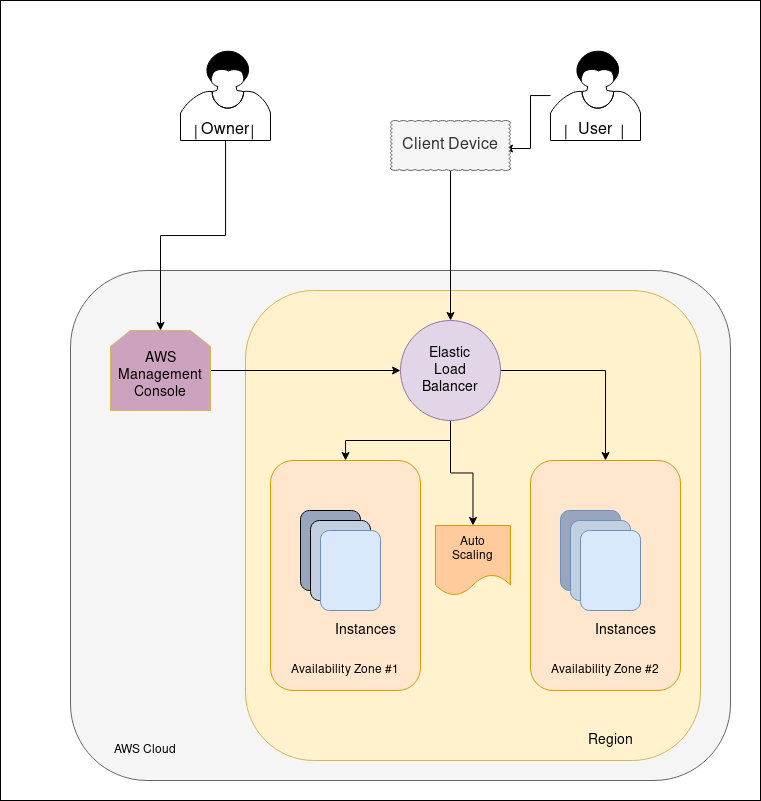 Owner
User
Client Device
AWS
Management
Console
Elastic
Load
Balancer
Auto
Scaling
Instances
Instances
Availability Zone #1
Availability Zone #2
Region
AWS Cloud